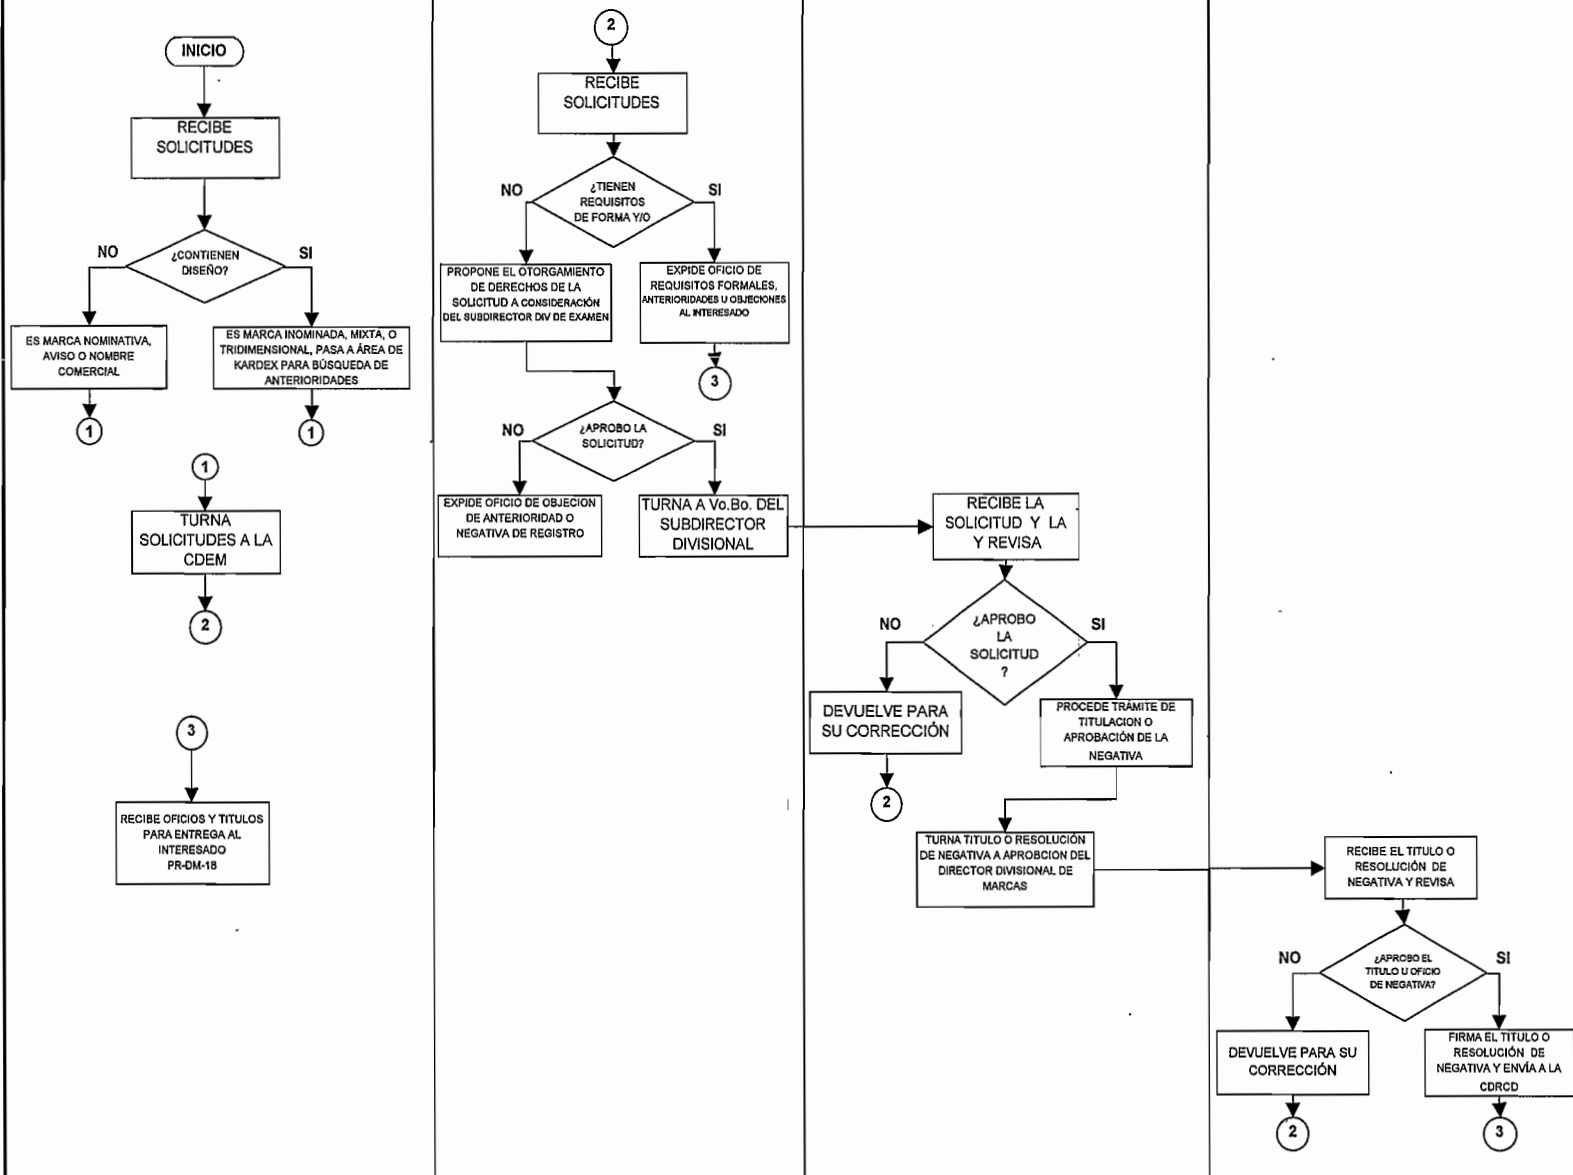 INICIO
RECIBE
SOLICITUDES
NO
¿CONTIENEN
DISEÑO?
SI
ES MARCA NOMINATIVA,
AVISO O NOMBRE
COMERCIAL
ES MARCA INOMINADA, MIXTA, O
TRIDIMENSIONAL, PASA A ÁREA DE
KARDEX PARA BÚSQUEDA DE
ANTERIORIDADES
1
1
1
TURNA
SOLICITUDES A LA
CDEM
2
3
RECIBE OFICIOS Y TITULOS
PARA ENTREGA AL
INTERESADO
PR-DM-18
2
RECIBE
SOLICITUDES
NO
¿TIENEN
REQUISITOS
DE FORMA Y/O
SI
PROPONE EL OTORGAMIENTO
DE DERECHOS DE LA
SOLICITUD A CONSIDERACIÓN
DEL SUBDIRECTOR DIV DE EXAMEN
EXPIDE OFICIO DE
REQUISITOS FORMALES,
ANTERIORIDADES U OBJECIONES
AL INTERESADO
3
NO
¿APROBO LA
SOLICITUD?
SI
EXPIDE OFICIO DE OBJECION
DE ANTERIORIDAD O
NEGATIVA DE REGISTRO
TURNA A Vo.Bo. DEL
SUBDIRECTOR
DIVISIONAL
RECIBE LA
SOLICITUD Y LA
Y REVISA
NO
¿APROBO
LA
SOLICITUD
?
SI
DEVUELVE PARA
SU CORRECCIÓN
2
PROCEDE TRÁMITE DE
TITULACION O
APROBACIÓN DE LA
NEGATIVA
TURNA TITULO O RESOLUCIÓN
DE NEGATIVA A APROBCION DEL
DIRECTOR DIVISIONAL DE
MARCAS
RECIBE EL TITULO O
RESOLUCIÓN DE
NEGATIVA Y REVISA
NO
¿APROBO EL
TITULO U OFICIO
DE NEGATIVA?
SI
DEVUELVE PARA SU
CORRECCIÓN
2
FIRMA EL TITULO O
RESOLUCIÓN DE
NEGATIVA Y ENVÍA A LA
CDRCD
3